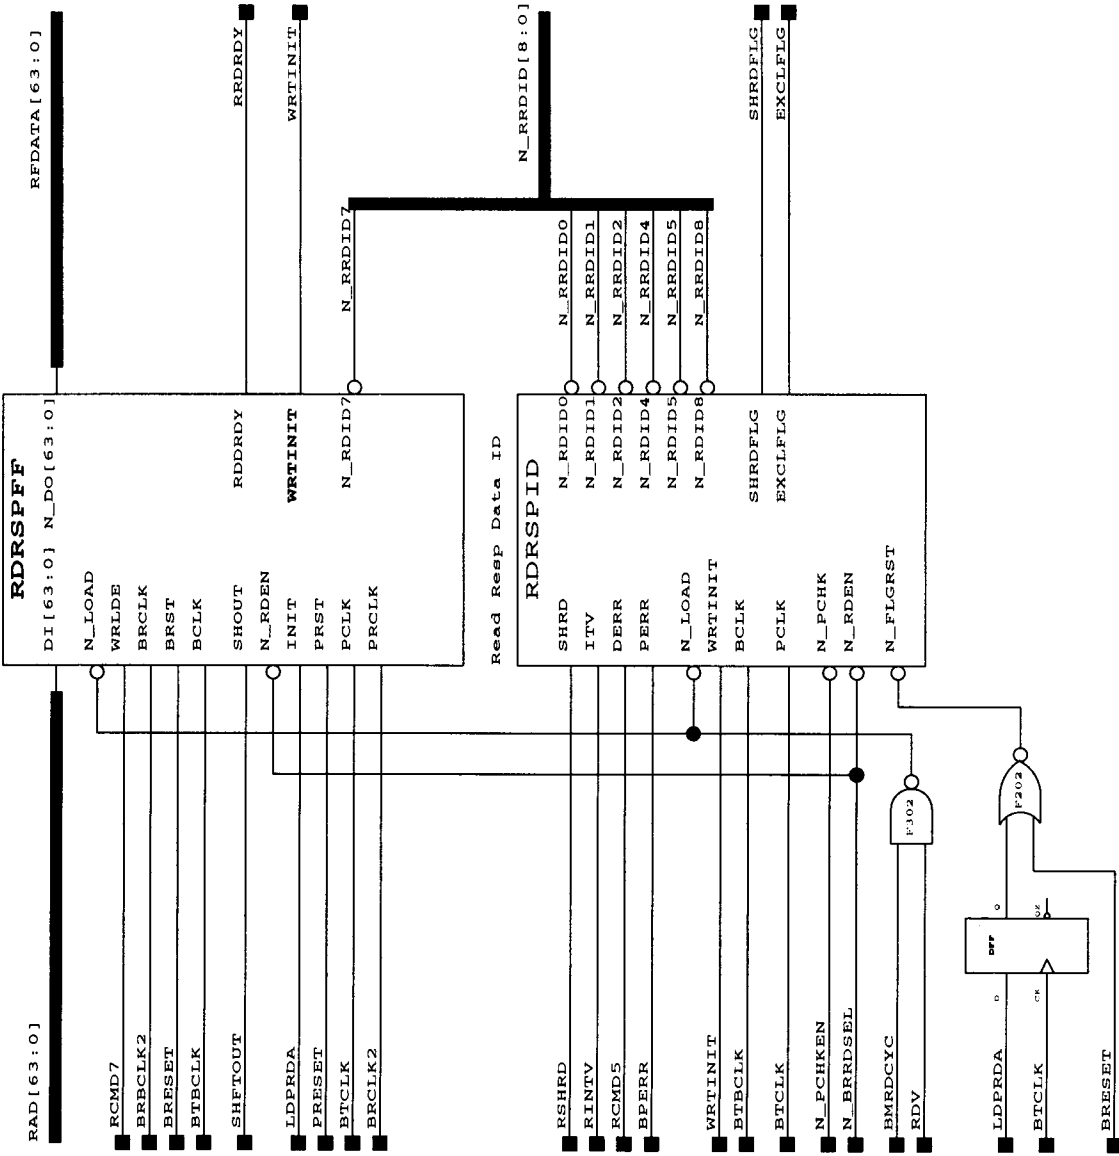 RFDATA[63:0]
RRDRDY
WRTINIT
N_RRDID7
N_RRDID[8:0]
N_RRDID0
N_RRDID1
N_RRDID2
N_RRDID4
N_RRDID5
N_RRDID8
SHRDFLG
EXCLFLG
RDRSPFF
DI[63:0] N_DO[63:0]
N_LOAD
WRLDE
BRCLK
BRST
BCLK
SHOUT RDDRDY
N_RDEN
INIT WRTINIT
PRST
PCLK N_RDID7
PRCLK
Read Resp Data ID
RDRSPID
SHRD N_RDID0
ITV N_RDID1
DERR N_RDID2
PERR N_RDID4
N_RDID5
N_LOAD N_RDID8
WRTINIT
BCLK SHRDFLG
PCLK EXCLFLG
N_PCHK
N_RDEN
N_FLGRST
F302
F202
DFF
Q
QZ
D
CK
RAD[63:0]
RCMD7
BRBCLK2
BRESET
BTBCLK
SHFTOUT
LDPRDA
PRESET
BTCLK
BRCLK2
RSHRD
RINTV
RCMD5
BPERR
WRTINIT
BTBCLK
BTCLK
N_PCHKEN
N_BRRDSEL
BMRDCYC
RDV
LDPRDA
BTCLK
BRESET